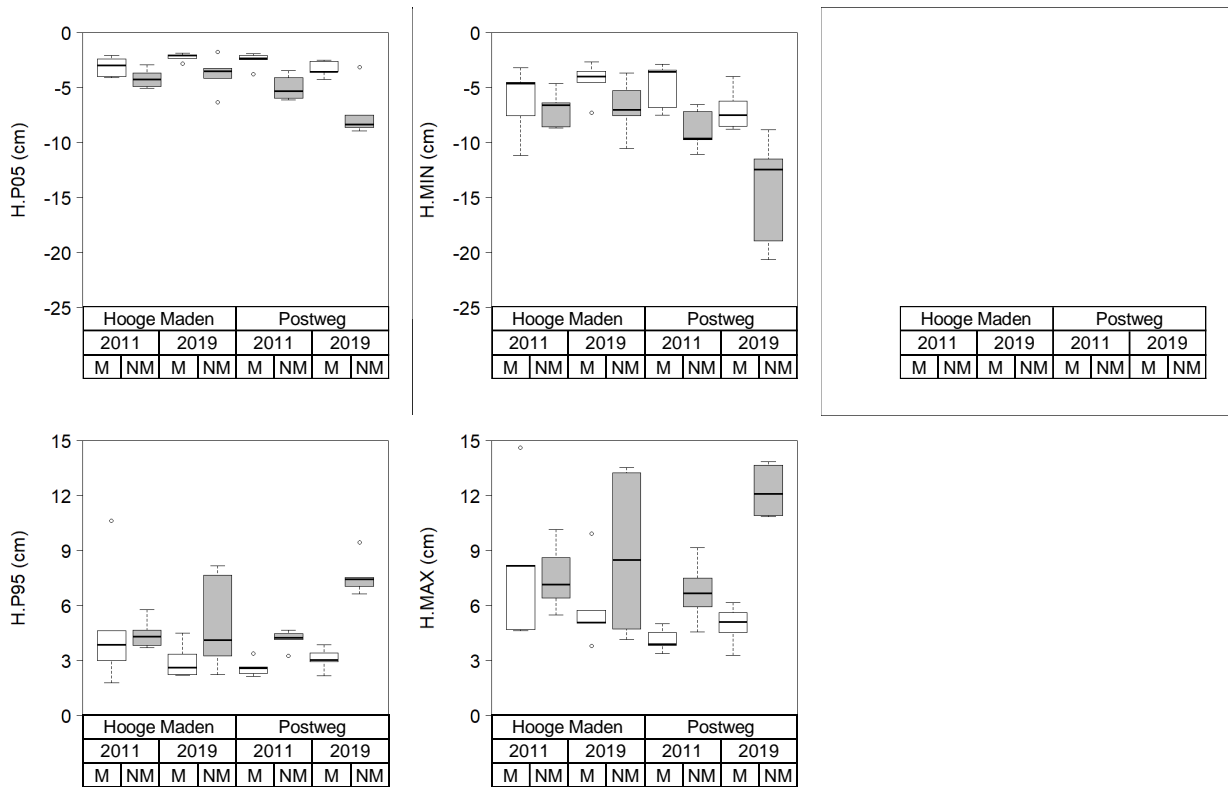 H.P05 (cm)
0
-5
-10
-15
-20
-25
Hooge Maden Postweg
2011 2019 2011 2019
M NM M NM M NM M NM
H.MIN (cm)
0
-5
-10
-15
-20
-25
Hooge Maden Postweg
2011 2019 2011 2019
M NM M NM M NM M NM
Hooge Maden Postweg
2011 2019 2011 2019
M NM M NM M NM M NM
H.P95 (cm)
15
12
9
6
3
0
Hooge Maden Postweg
2011 2019 2011 2019
M NM M NM M NM M NM
H.MAX (cm)
15
12
9
6
3
0
Hooge Maden Postweg
2011 2019 2011 2019
M NM M NM M NM M NM